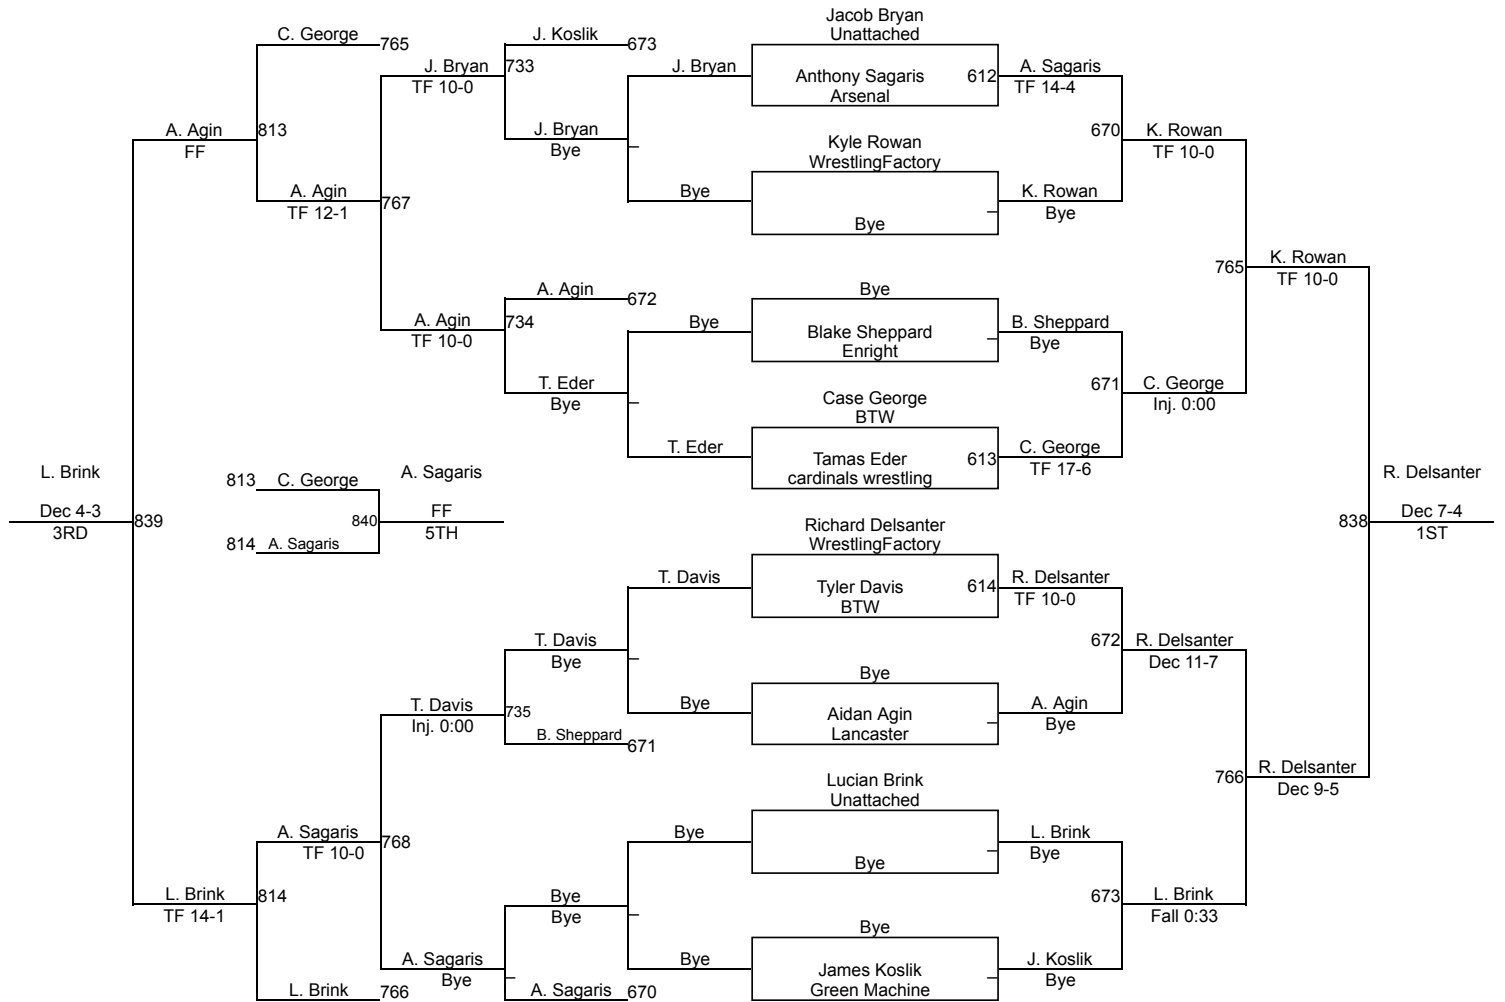 Jacob Bryan
Unattached
C. George 765
J. Koslik 673
J. Bryan 733
TF 10-0
J. Bryan
Anthony Sagaris 612
Arsenal
A. Sagaris
TF 14-4
A. Agin 813
FF
J. Bryan
Bye
670
K. Rowan
TF 10-0
Kyle Rowan
WrestlingFactory
A. Agin
TF 12-1
767
Bye
Bye
K. Rowan
Bye
765
K. Rowan
TF 10-0
A. Agin 672
Bye
A. Agin 734
TF 10-0
Bye
Blake Sheppard
Enright
B. Sheppard
Bye
T. Eder
Bye
671
C. George
Inj. 0:00
Case George
BTW
T. Eder
Tamas Eder 613
cardinals wrestling
C. George
TF 17-6
L. Brink
813 C. George
A. Sagaris
R. Delsanter
Dec 4-3
3RD
839
840
FF
5TH
838
Dec 7-4
1ST
814 A. Sagaris
Richard Delsanter
WrestlingFactory
T. Davis
Tyler Davis 614
BTW
R. Delsanter
TF 10-0
T. Davis
Bye
672
R. Delsanter
Dec 11-7
Bye
T. Davis 735
Inj. 0:00
Bye
Aidan Agin
Lancaster
A. Agin
Bye
B. Sheppard 671
766
R. Delsanter
Dec 9-5
Lucian Brink
Unattached
A. Sagaris 768
TF 10-0
Bye
Bye
L. Brink
Bye
L. Brink 814
TF 14-1
Bye
Bye
673
L. Brink
Fall 0:33
Bye
A. Sagaris
Bye
Bye
James Koslik
Green Machine
J. Koslik
Bye
L. Brink 766
A. Sagaris 670